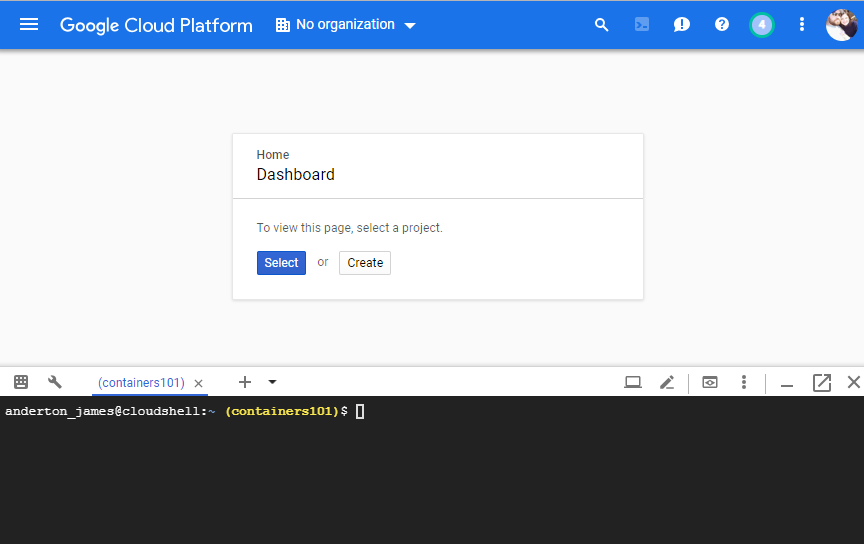 Google Cloud Platform No organization 4
Home
Dashboard
To view this page, select a project.
Select or Create
(containers101)
anderton_james@cloudshell:~ (containers101)$